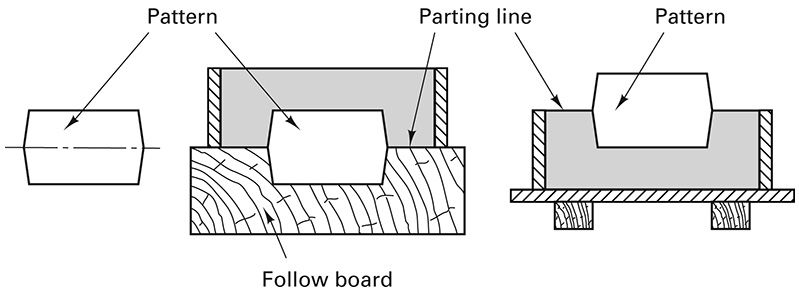 Pattern
Parting line
Pattern
Follow board